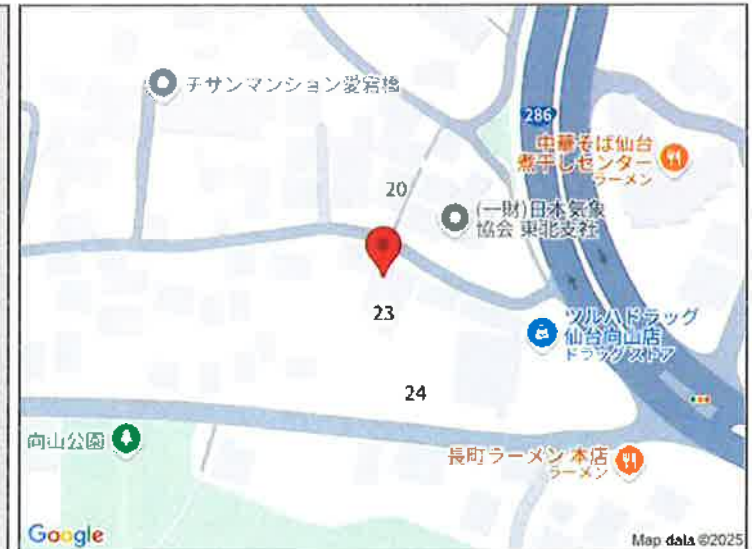 チサンマンション愛宕橋
286
中華そば仙台
煮干しセンター
ラーメン
20
(一財)日本気象
協会 東北支社
23
ツルハドラッグ
仙台向山店
ドラッグストア
24
向山公園
長町ラーメン 本店
ラーメン
Google
Map data ©2025